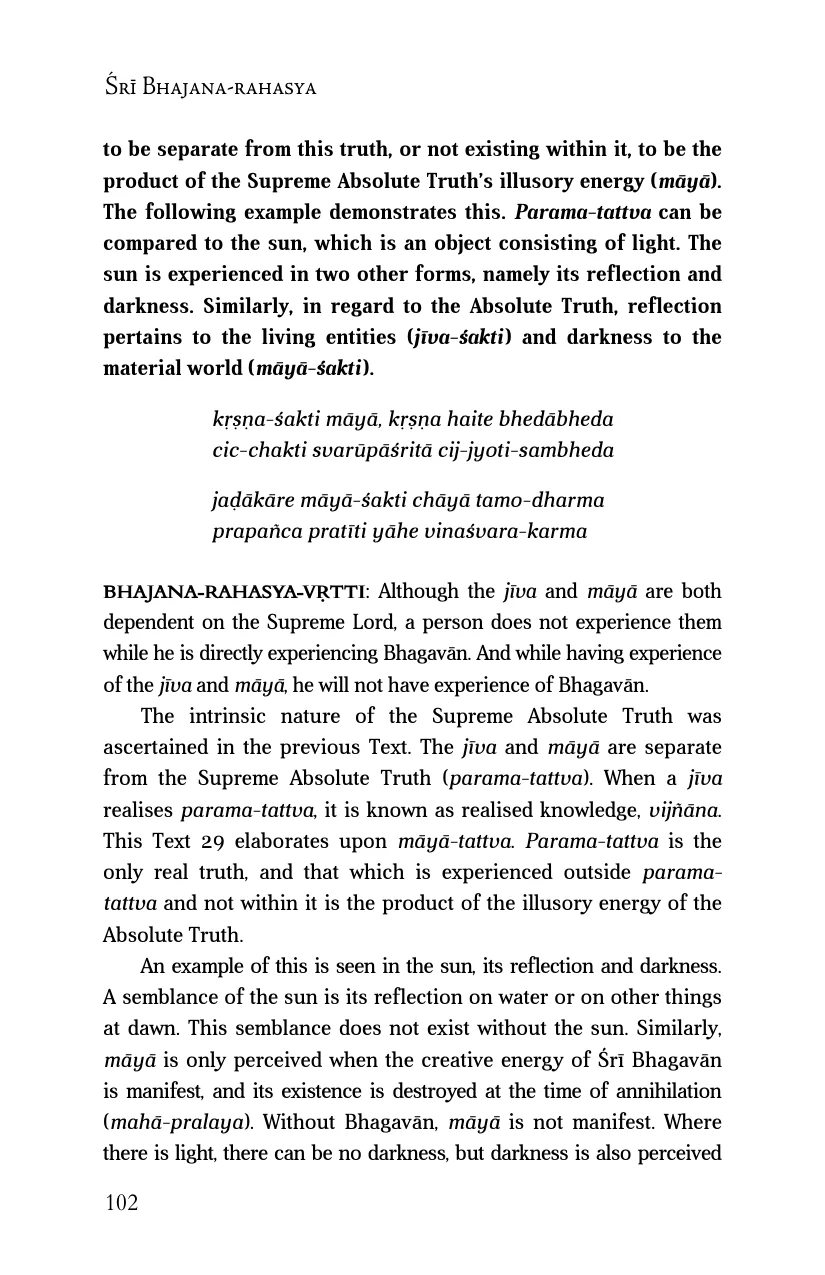 Śrī Bhajana-rahasya
to be separate from this truth, or not existing within it, to be the
product of the Supreme Absolute Truth's illusory energy (māyā).
The following example demonstrates this. Parama-tattva can be
compared to the sun, which is an object consisting of light. The
sun is experienced in two other forms, namely its reflection and
darkness. Similarly, in regard to the Absolute Truth, reflection
pertains to the living entities (jīva-śakti) and darkness to the
material world (māyā-śakti).
kṛṣṇa-śakti māyā, kṛṣṇa haite bhedābheda
cic-chakti svarūpāśritā cij-jyoti-sambheda
jaḍākāre māyā-śakti chāyā tamo-dharma
prapañca pratīti yāhe vinaśvara-karma
BHAJANA-RAHASYA-VṚTTI: Although the jīva and māyā are both
dependent on the Supreme Lord, a person does not experience them
while he is directly experiencing Bhagavān. And while having experience
of the jīva and māyā, he will not have experience of Bhagavān.
The intrinsic nature of the Supreme Absolute Truth was
ascertained in the previous Text. The jīva and māyā are separate
from the Supreme Absolute Truth (parama-tattva). When a jīva
realises parama-tattva, it is known as realised knowledge, vijñāna.
This Text 29 elaborates upon māyā-tattva. Parama-tattva is the
only real truth, and that which is experienced outside parama-
tattva and not within it is the product of the illusory energy of the
Absolute Truth.
An example of this is seen in the sun, its reflection and darkness.
A semblance of the sun is its reflection on water or on other things
at dawn. This semblance does not exist without the sun. Similarly,
māyā is only perceived when the creative energy of Śrī Bhagavān
is manifest, and its existence is destroyed at the time of annihilation
(mahā-pralaya). Without Bhagavān, māyā is not manifest. Where
there is light, there can be no darkness, but darkness is also perceived
102